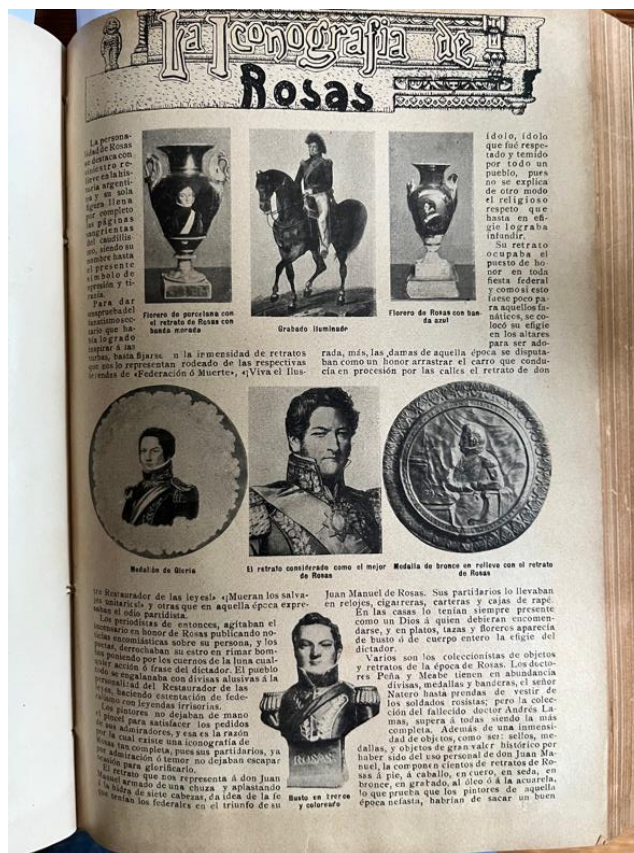 La Iconografia de
Rosas
La persona-
lidad de Rosas
se destaca con
siniestro re-
lieve en la his-
toria argenti-
na y su sola
figura llena
por completo
las páginas
sangrientas
del caudillis-
mo, siendo su
nombre hasta
el presente
símbolo de
opresión y ti-
ranía.
Para dar
una prueba del
fanatismo sec-
tario que ha-
bía logrado
inspirar á las
turbas, basta fijarse n la inmensidad de retratos
que nos lo representan rodeado de las respectivas
leyendas de «Federación ó Muerte», «¡Viva el Ilus-
Florero de porcelana con
el retrato de Rosas con
banda morada
Grabado iluminado
Florero de Rosas con ban-
da azul
ídolo, ídolo
que fué respe-
tado y temido
por todo un
pueblo, pues
no se explica
de otro modo
el religioso
respeto que
hasta en efi-
gie lograba
infundir.
Su retrato
ocupaba el
puesto de ho-
nor en toda
fiesta federal
y como si esto
fuese poco pa-
ra aquellos fa-
náticos, se co-
locó su efigie
en los altares
para ser ado-
rada, más, las damas de aquella época se disputa-
ban como un honor arrastrar el carro que condu-
cía en procesión por las calles el retrato de don
Medallón de Gloria
El retrato considerado como el mejor
de Rosas
Medalla de bronce en relieve con el retrato
de Rosas
tre Restaurador de las leyes!» «¡Mueran los salva-
jes unitarios!» y otras que en aquella época expre-
saban el odio partidista.
Los periodistas de entonces, agitaban el
incensario en honor de Rosas publicando no-
ticias encomiásticas sobre su persona, y los
poetas, derrochaban su estro en rimar bom-
bos poniendo por los cuernos de la luna cual-
quier acción ó frase del dictador. El pueblo
todo se engalanaba con divisas alusivas á la
personalidad del Restaurador de las
leyes, haciendo ostentación de fede-
ralismo con leyendas irrisorias.
Los pintores no dejaban de mano
el pincel para satisfacer los pedidos
de sus admiradores, y esa es la razón
por la cual existe una iconografía de
Rosas tan completa, pues sus partidarios, ya
por admiración ó temor no dejaban escapar
ocasión para glorificarlo.
El retrato que nos representa á don Juan
Manuel armado de una chuza y aplastando
á la hidra de siete cabezas, da idea de la fe
que tenían los federales en el triunfo de su
ROSAS
Busto en bronce
y coloreado
Juan Manuel de Rosas. Sus partidarios lo llevaban
en relojes, cigarreras, carteras y cajas de rapé.
En las casas lo tenían siempre presente
como un Dios á quien debieran encomen-
darse, y en platos, tazas y floreros aparecía
de busto ó de cuerpo entero la efigie del
dictador.
Varios son los coleccionistas de objetos
y retratos de la época de Rosas. Los docto-
res Peña y Meabe tienen en abundancia
divisas, medallas y banderas, el señor
Natero hasta prendas de vestir de
los soldados rosistas; pero la colec-
ción del fallecido doctor Andrés La-
mas, supera á todas siendo la más
completa. Además de una inmensi-
dad de objetos, como ser: sellos, me-
dallas, y objetos de gran valor histórico por
haber sido del uso personal de don Juan Ma-
nuel, la componen cientos de retratos de Ro-
sas á pie, á caballo, en cuero, en seda, en
bronce, en grabado, al óleo ó á la acuarela,
lo que prueba que los pintores de aquella
época nefasta, habrían de sacar un buen